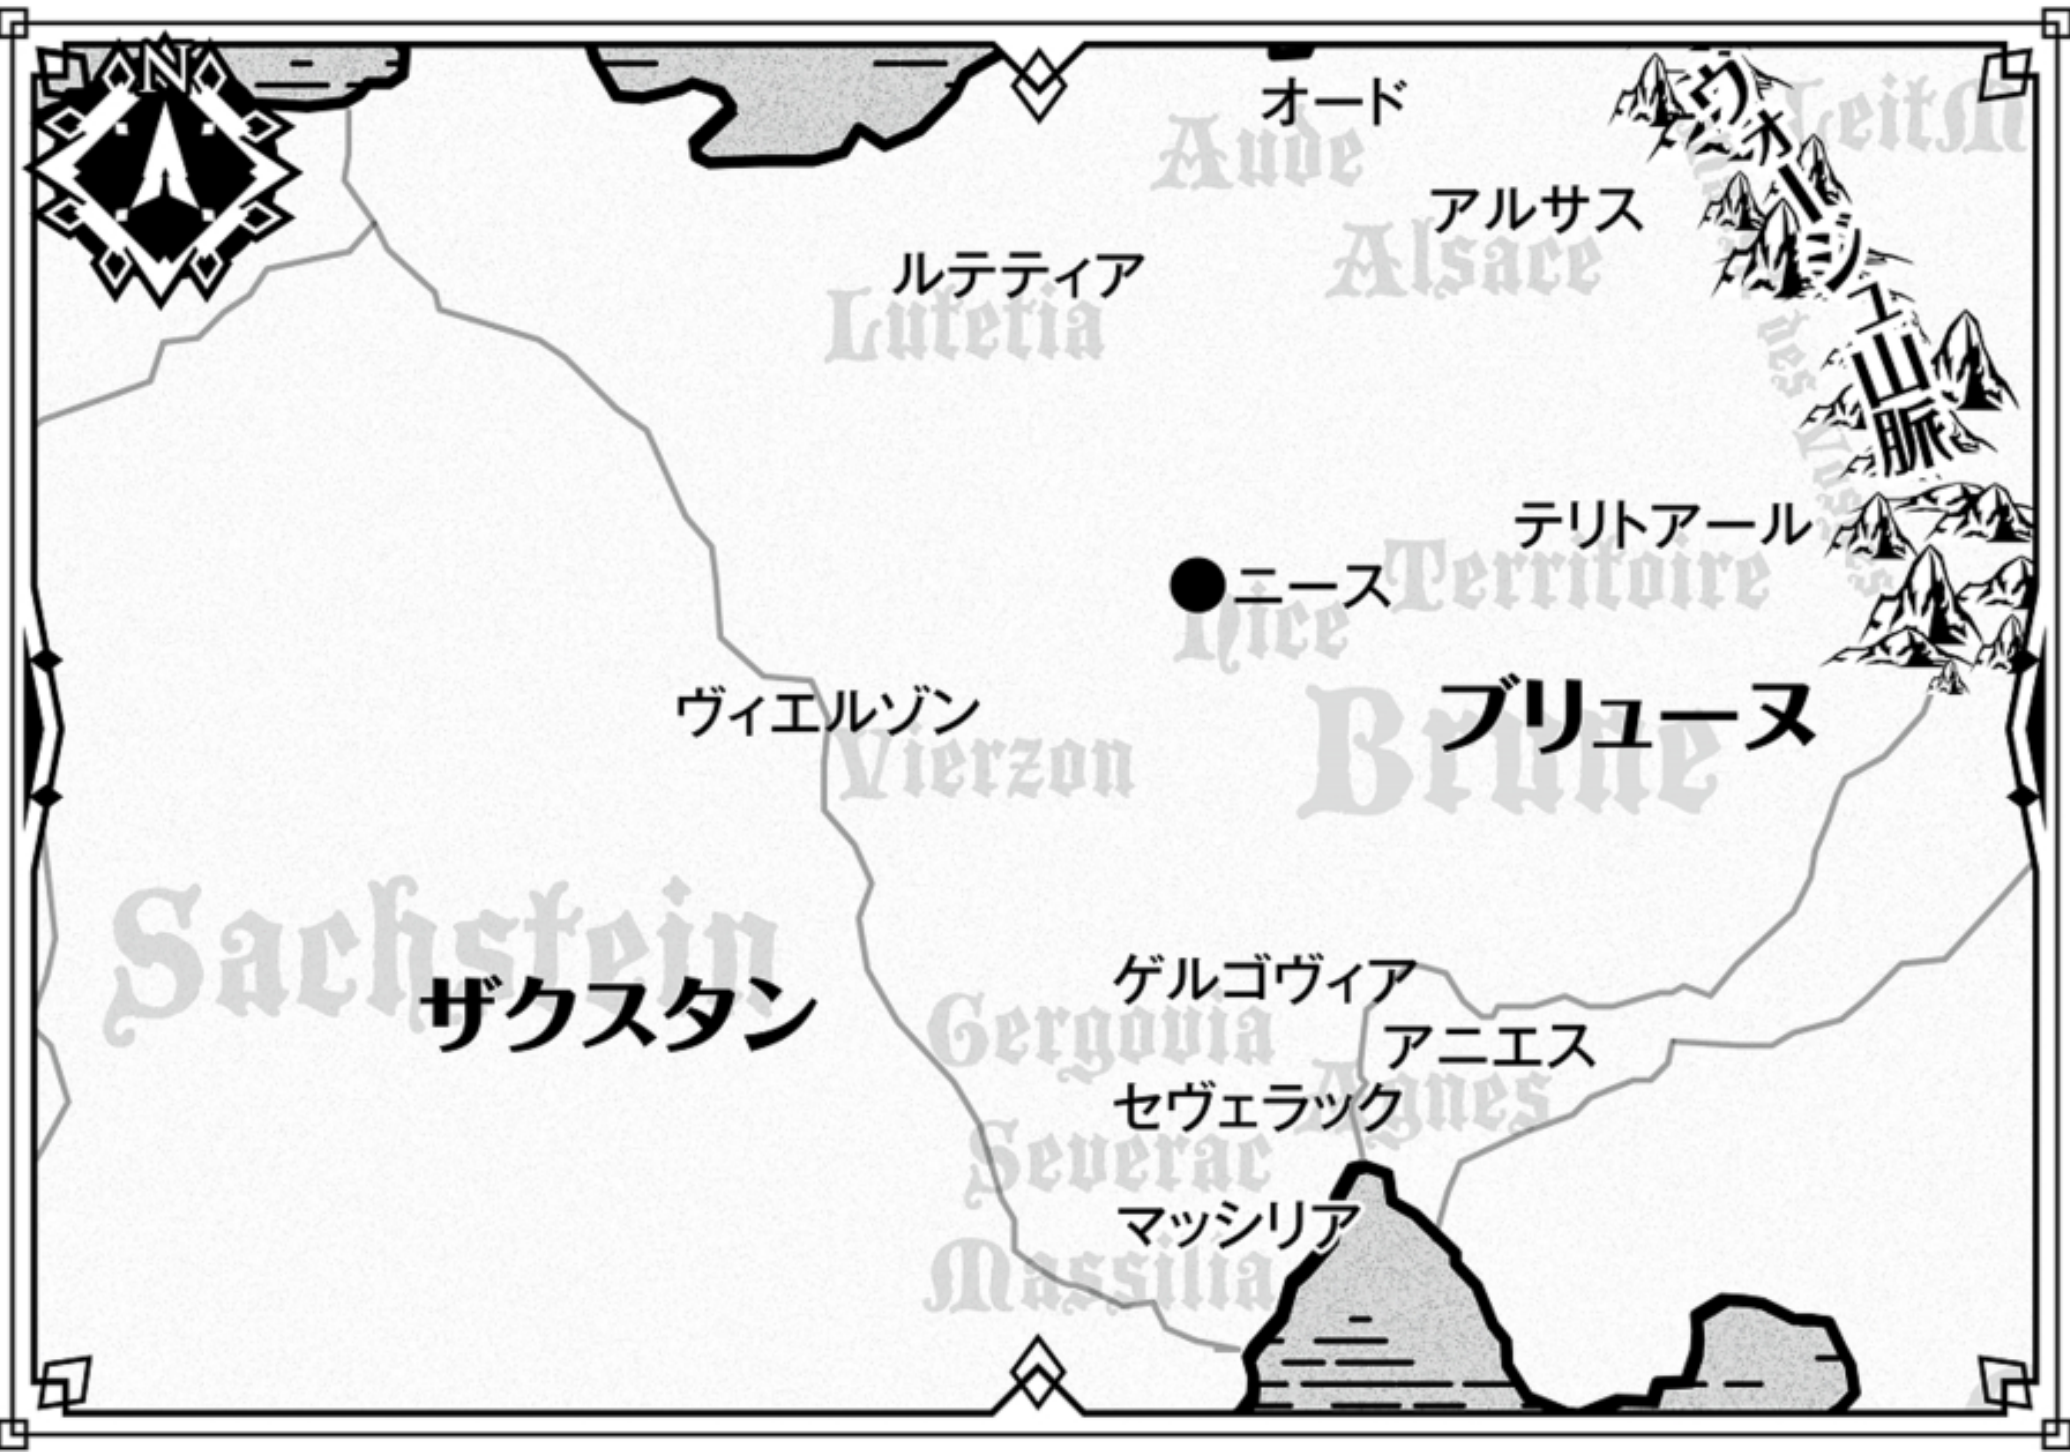 N
オード
Aude
LeitM
ヴォージュ山脈
des Vosges
アルサス
Alsace
ルテティア
Lutetia
テリトアール
Territoire
ニース
Nice
ヴィエルゾン
Vierzon
ブリューヌ
Brune
Sachstein
ザクスタン
ゲルゴヴィア
Gergovia
アニエス
Agnes
セヴェラック
Severac
マッシリア
Massilia